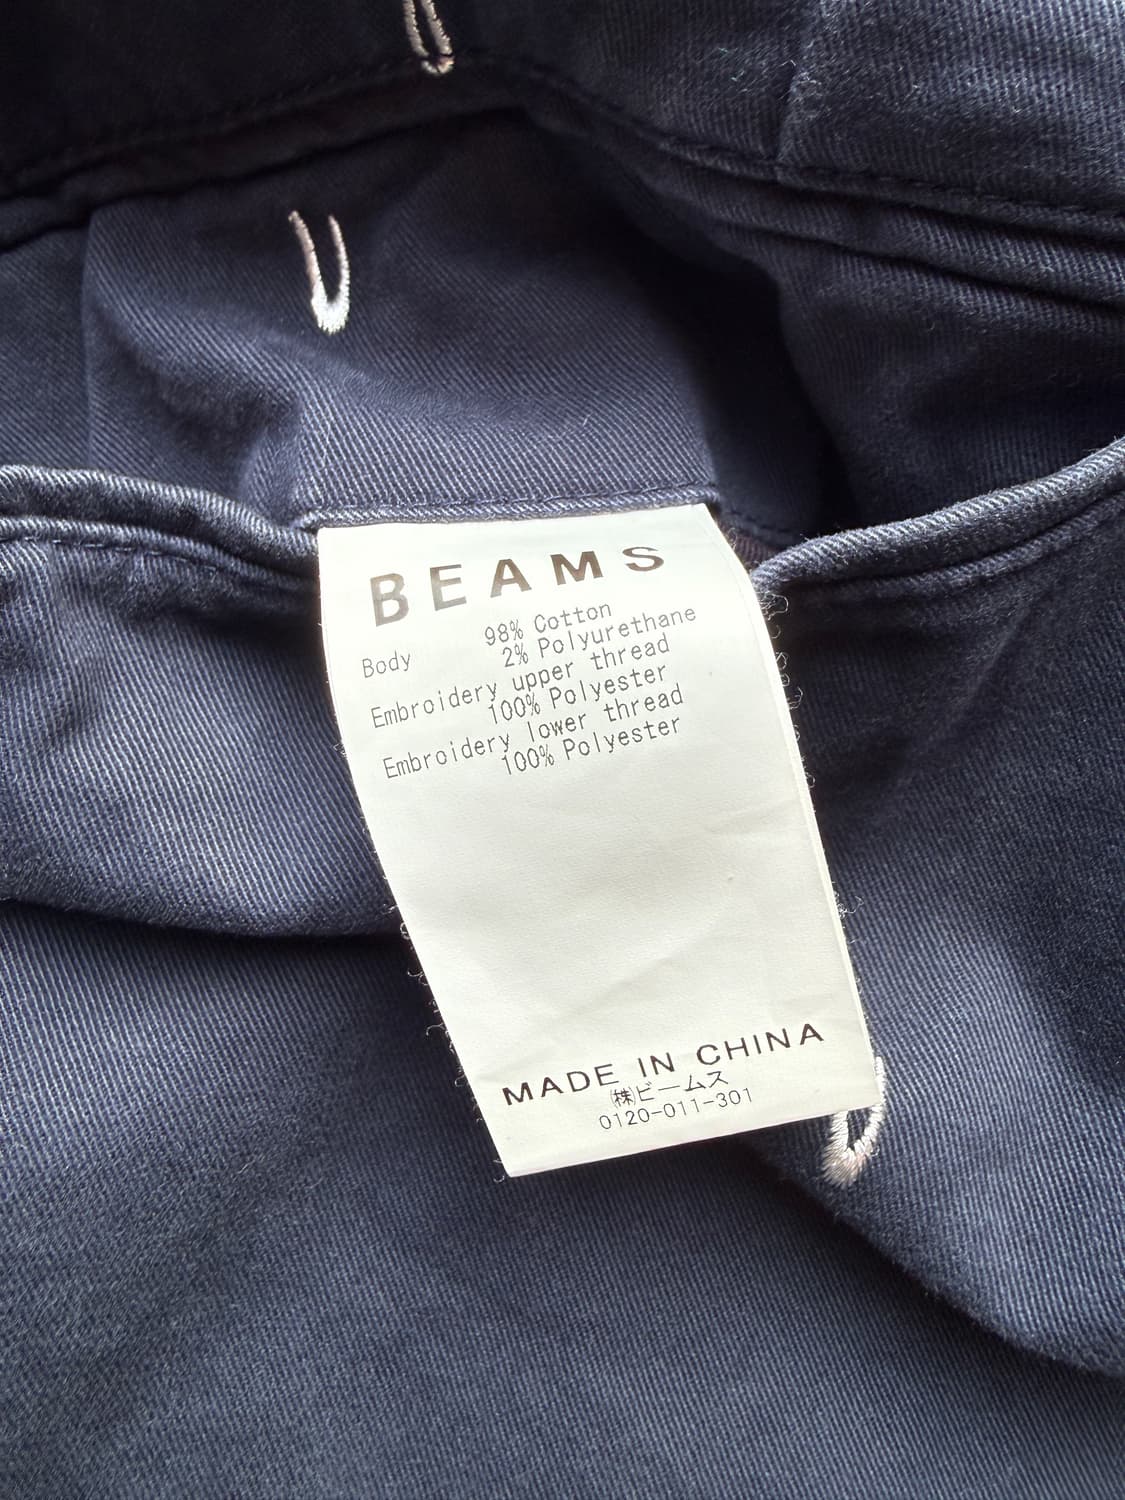 BEAMS
98% Cotton
Body 2% Polyurethane
Embroidery upper thread
100% Polyester
Embroidery lower thread
100% Polyester
MADE IN CHINA
㈱ビームス
0120-011-301